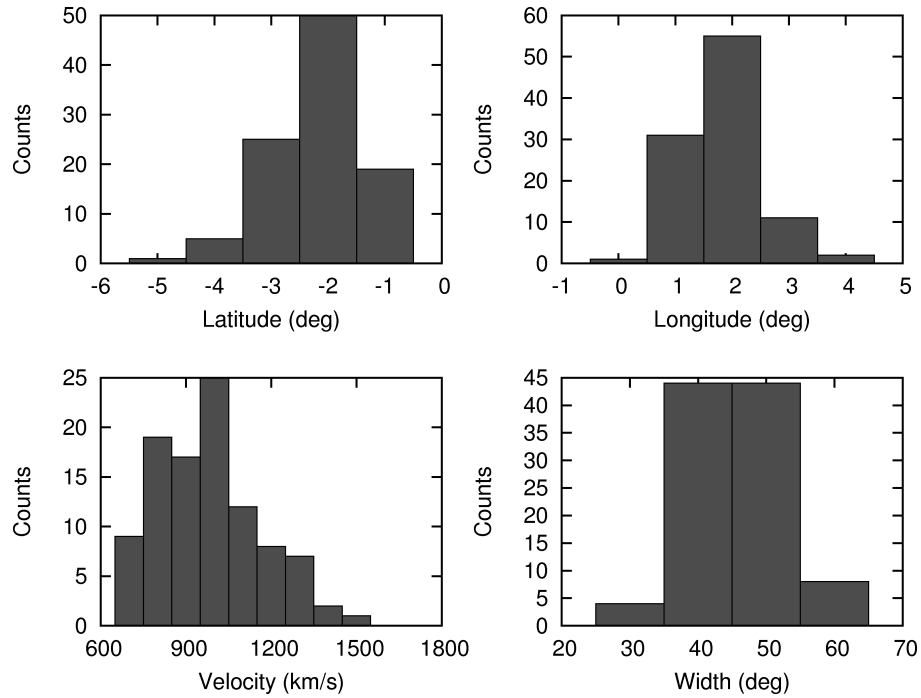 50
40
30
20
10
0
Counts
-6 -5 -4 -3 -2 -1 0
Latitude (deg)
60
50
40
30
20
10
0
Counts
-1 0 1 2 3 4 5
Longitude (deg)
25
20
15
10
5
0
Counts
600 900 1200 1500 1800
Velocity (km/s)
45
40
35
30
25
20
15
10
5
0
Counts
20 30 40 50 60 70
Width (deg)